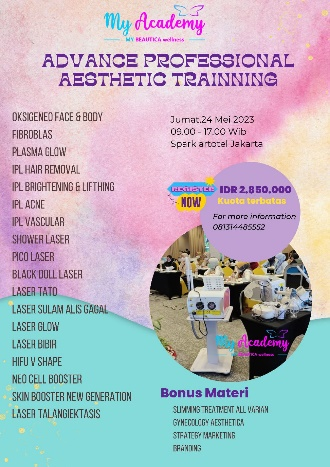 My Academy
MY BEAUTICA wellness
ADVANCE PROFESSIONAL
AESTHETIC TRAINNING
OKSIGENEO FACE & BODY
FIBROBLAS
PLASMA GLOW
IPL HAIR REMOVAL
IPL BRIGHTENING & LIFTHING
IPL ACNE
IPL VASCULAR
SHOWER LASER
PICO LASER
BLACK DOLL LASER
LASER TATO
LASER SULAM ALIS GAGAL
LASER GLOW
LASER BIBIR
HIFU V SHAPE
NEO CELL BOOSTER
SKIN BOOSTER NEW GENERATION
LASER TALANGIEKTASIS
Jumat,24 Mei 2023
09.00 - 17.00 Wib
Spark artotel Jakarta
REGISTER
NOW
IDR 2.850.000
Kuota terbatas
For more information
081314485552
My Academy
MY BEAUTICA wellness
Bonus Materi
SLIMMING TREATMENT ALL VARIAN
GYNECOLOGY AESTHETICA
STRATEGY MARKETING
BRANDING